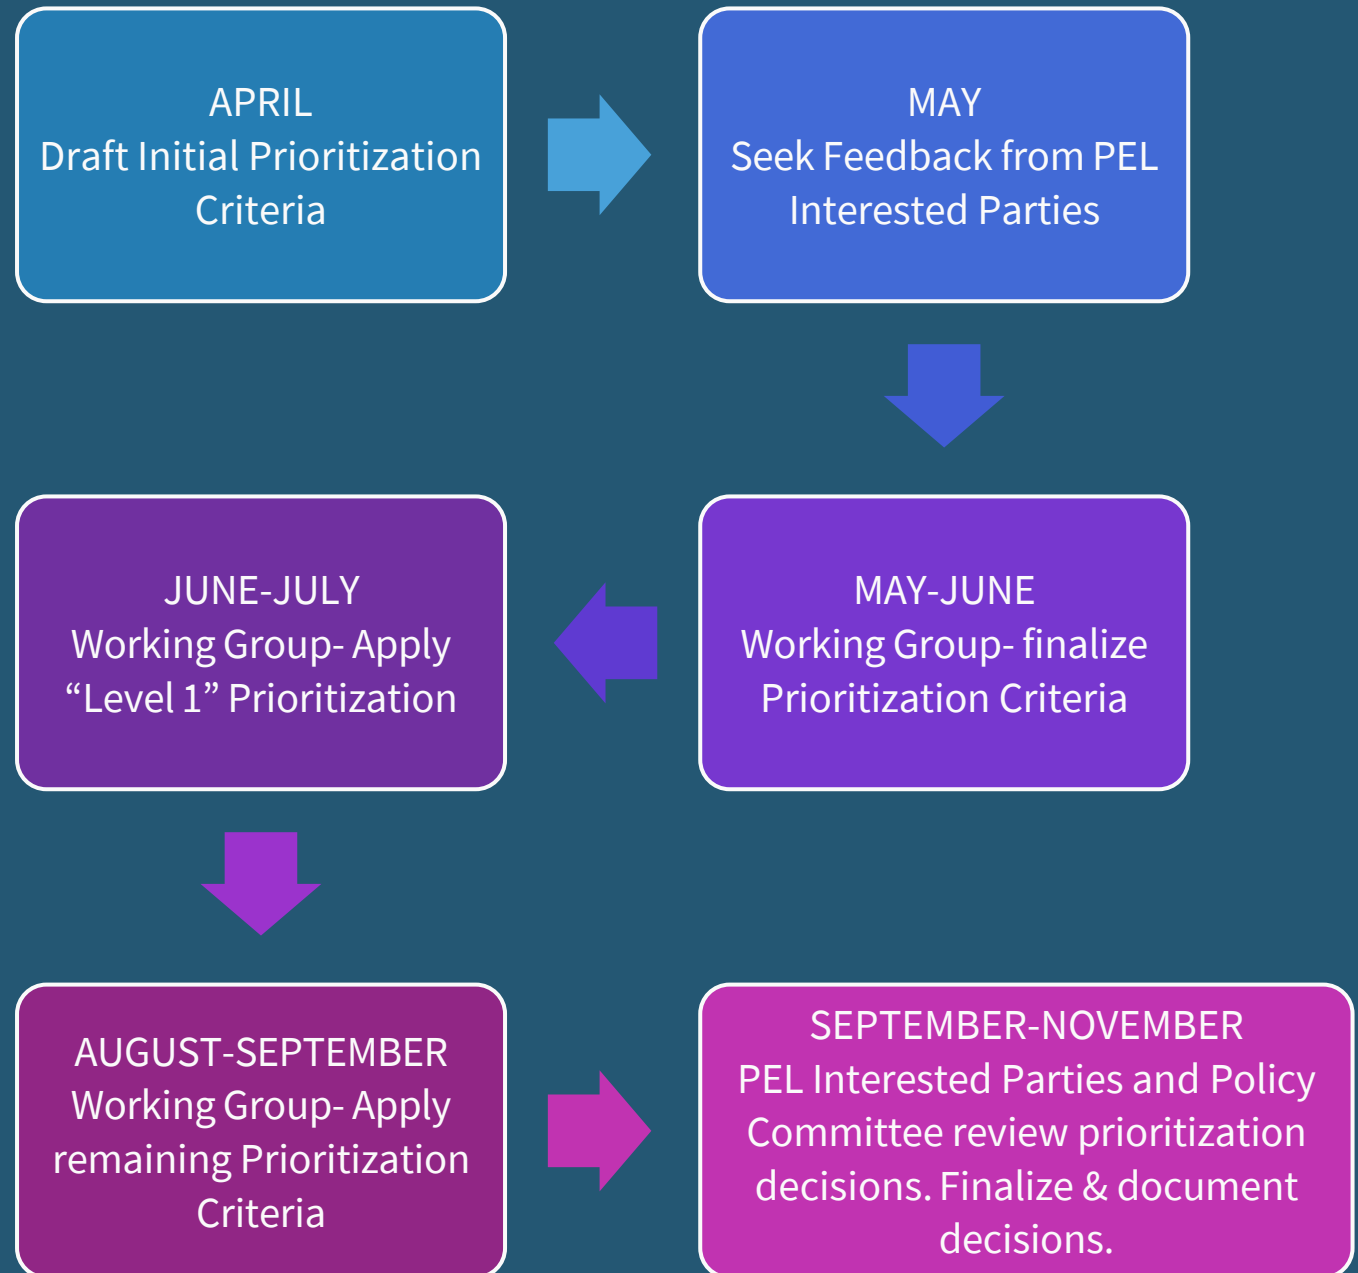 APRIL
Draft Initial Prioritization
Criteria
MAY
Seek Feedback from PEL
Interested Parties
MAY-JUNE
Working Group- finalize
Prioritization Criteria
JUNE-JULY
Working Group- Apply
“Level 1” Prioritization
AUGUST-SEPTEMBER
Working Group- Apply
remaining Prioritization
Criteria
SEPTEMBER-NOVEMBER
PEL Interested Parties and Policy
Committee review prioritization
decisions. Finalize & document
decisions.